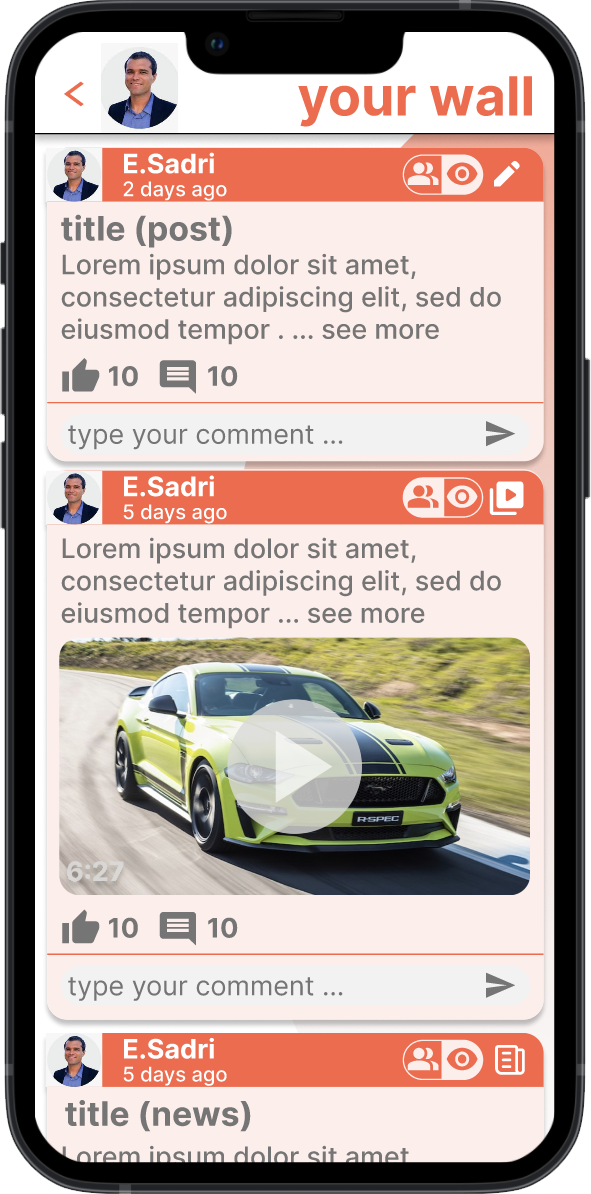 your wall
E.Sadri
2 days ago
title (post)
Lorem ipsum dolor sit amet,
consectetur adipiscing elit, sed do
eiusmod tempor . ... see more
10 10
type your comment ...
E.Sadri
5 days ago
Lorem ipsum dolor sit amet,
consectetur adipiscing elit, sed do
eiusmod tempor ... see more
R-SPEC
6:27
10 10
type your comment ...
E.Sadri
5 days ago
title (news)
Lorem ipsum dolor sit amet